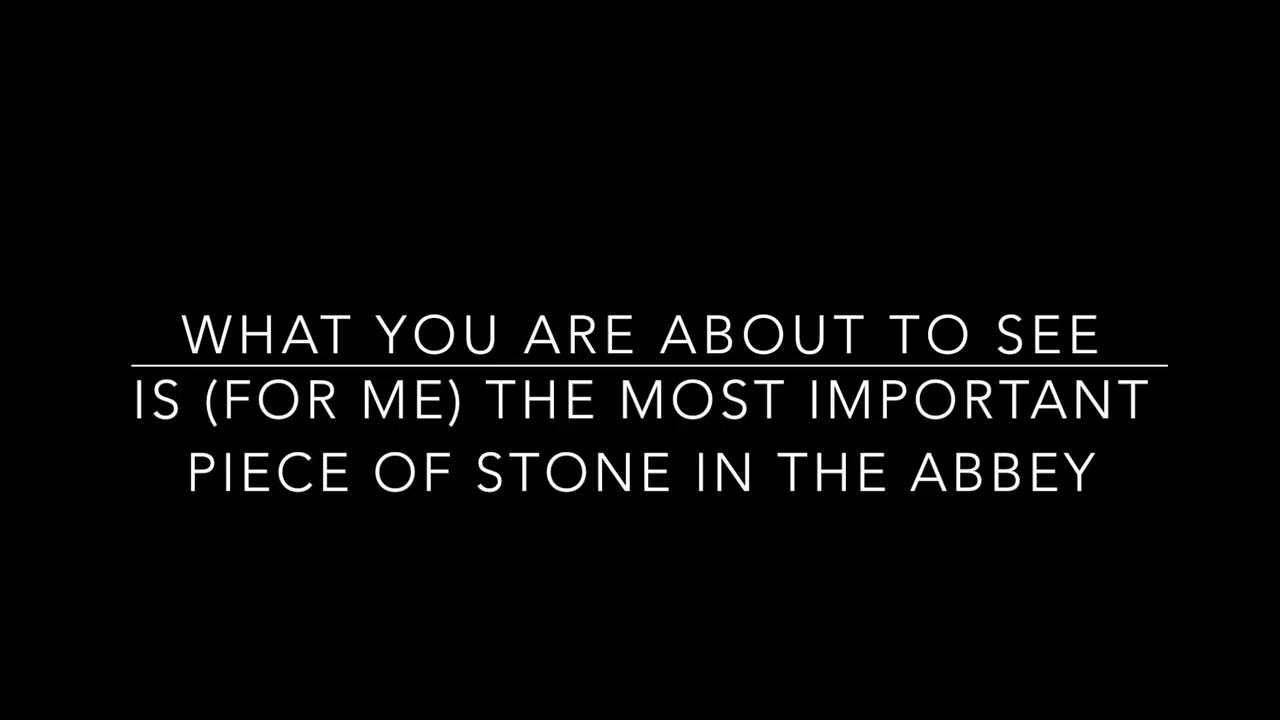 WHAT YOU ARE ABOUT TO SEE
IS (FOR ME) THE MOST IMPORTANT
PIECE OF STONE IN THE ABBEY